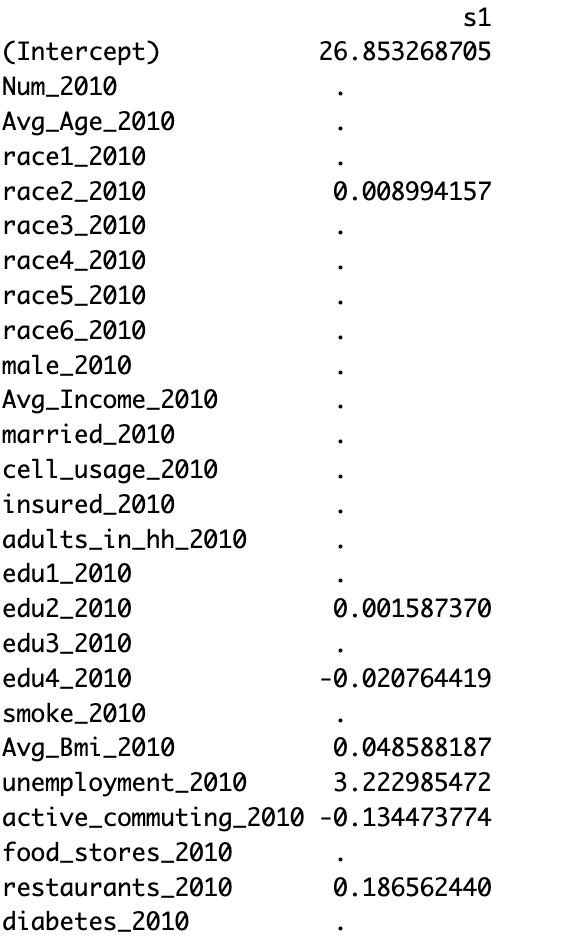 s1
(Intercept) 26.853268705
Num_2010 .
Avg_Age_2010 .
race1_2010 .
race2_2010 0.008994157
race3_2010 .
race4_2010 .
race5_2010 .
race6_2010 .
male_2010 .
Avg_Income_2010 .
married_2010 .
cell_usage_2010 .
insured_2010 .
adults_in_hh_2010 .
edu1_2010 .
edu2_2010 0.001587370
edu3_2010 .
edu4_2010 -0.020764419
smoke_2010 .
Avg_Bmi_2010 0.048588187
unemployment_2010 3.222985472
active_commuting_2010 -0.134473774
food_stores_2010 .
restaurants_2010 0.186562440
diabetes_2010 .